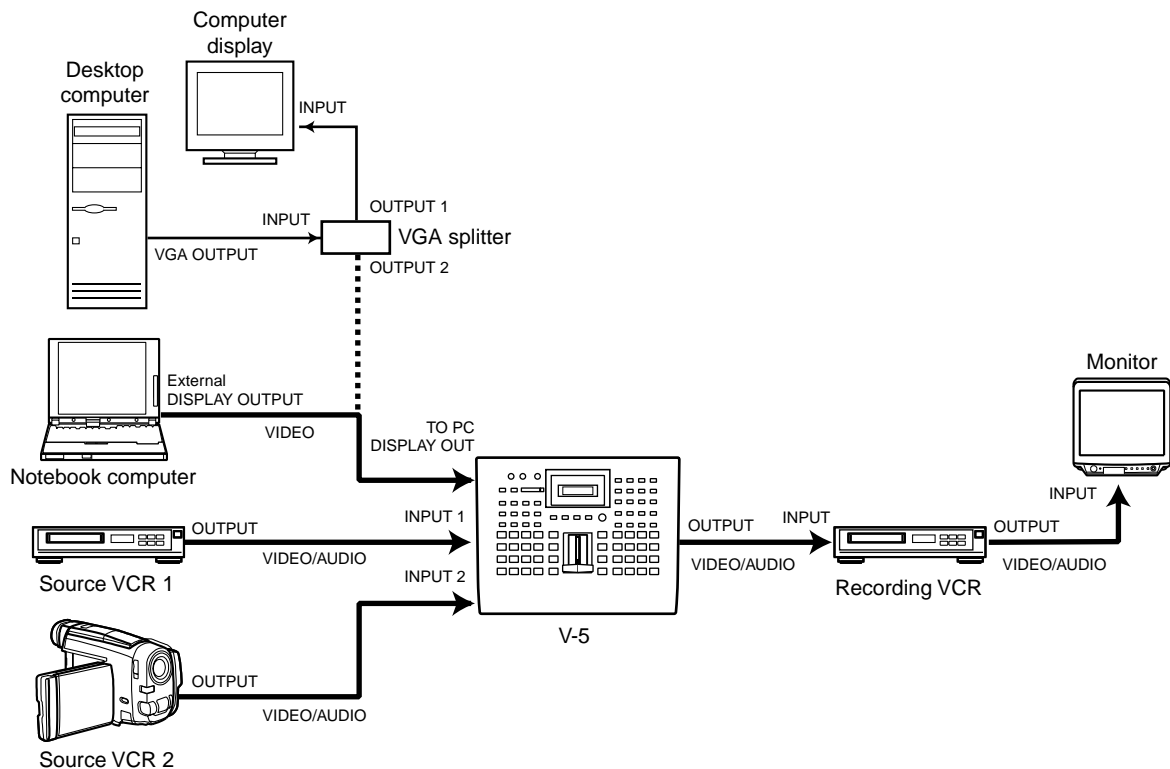 Computer
display
Desktop
computer
INPUT
OUTPUT 1
INPUT
VGA splitter
VGA OUTPUT
OUTPUT 2
External
DISPLAY OUTPUT
VIDEO
Notebook computer
TO PC
DISPLAY OUT
Monitor
INPUT
OUTPUT
VIDEO/AUDIO
Source VCR 1
INPUT 1
INPUT 2
OUTPUT
VIDEO/AUDIO
INPUT
OUTPUT
VIDEO/AUDIO
Recording VCR
V-5
OUTPUT
VIDEO/AUDIO
Source VCR 2